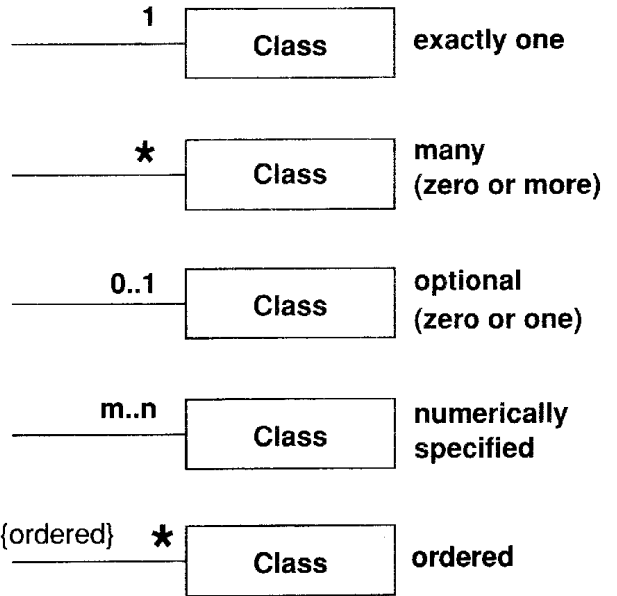 1
Class
exactly one
*
Class
many
(zero or more)
0..1
Class
optional
(zero or one)
m..n
Class
numerically
specified
{ordered} *
Class
ordered